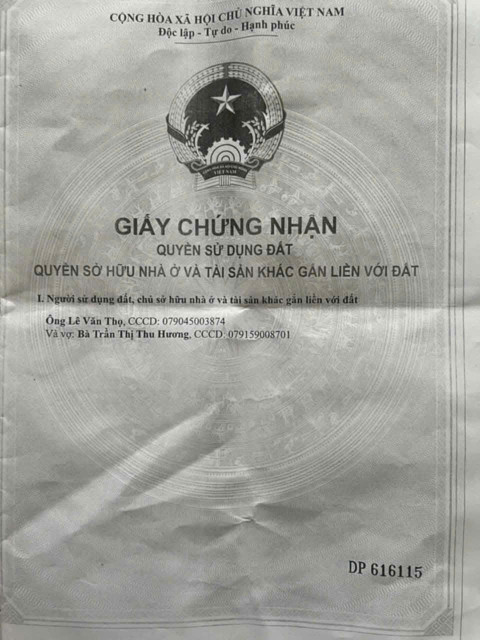 CỘNG HÒA XÃ HỘI CHỦ NGHĨA VIỆT NAM
Độc lập - Tự do - Hạnh phúc
VIỆT NAM
GIẤY CHỨNG NHẬN
QUYỀN SỬ DỤNG ĐẤT
QUYỀN SỞ HỮU NHÀ Ở VÀ TÀI SẢN KHÁC GẮN LIỀN VỚI ĐẤT
I. Người sử dụng đất, chủ sở hữu nhà ở và tài sản khác gắn liền với đất
Ông Lê Văn Thọ, CCCD: 079045003874
Và vợ: Bà Trần Thị Thu Hương, CCCD: 079159008701
DP 616115